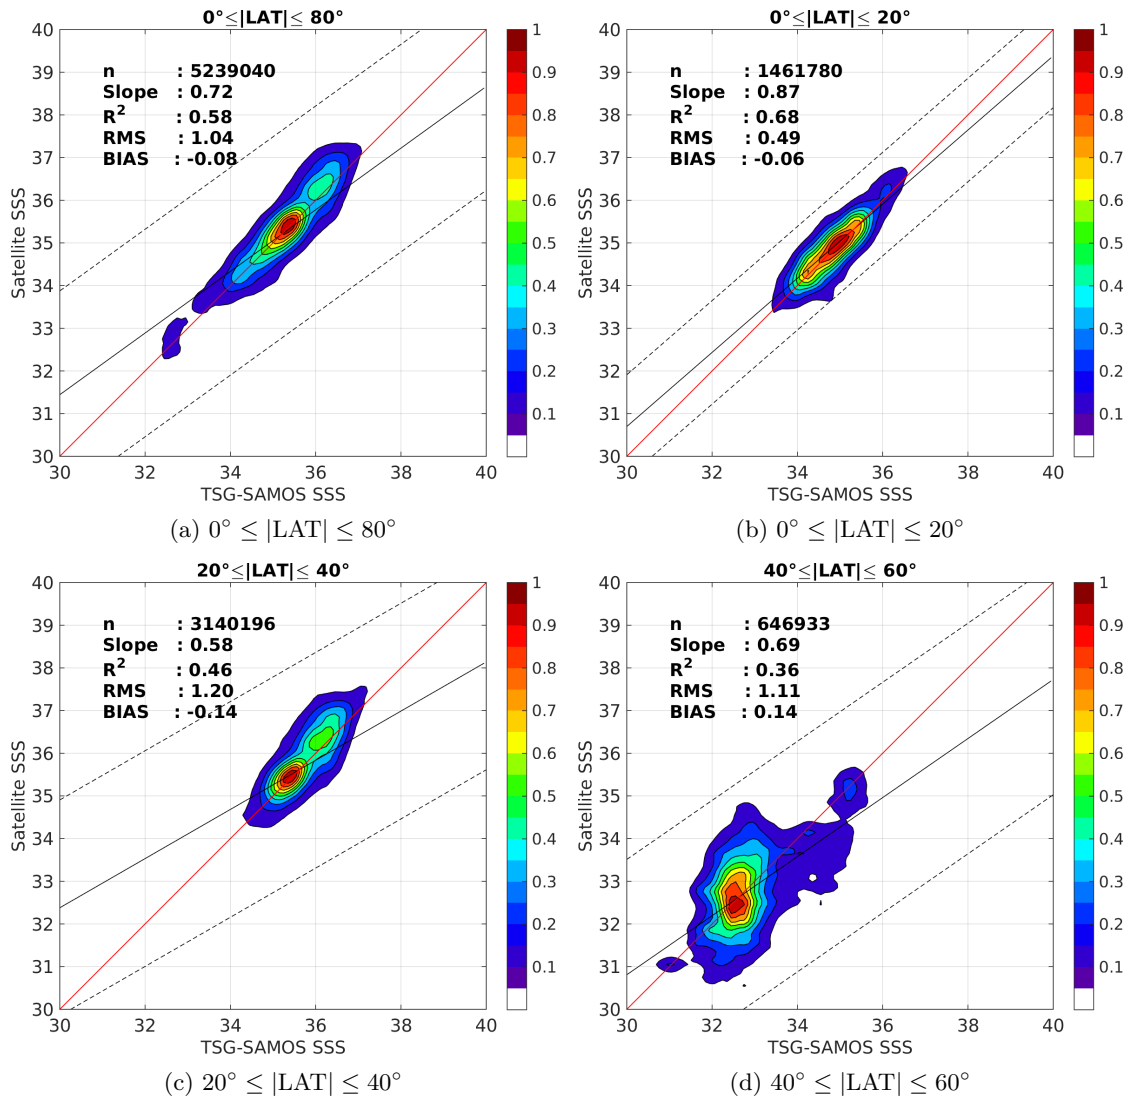 0°≤|LAT|≤ 80°
n : 5239040
Slope : 0.72
R² : 0.58
RMS : 1.04
BIAS : -0.08
40
39
38
37
36
35
34
33
32
31
30
Satellite SSS
30 32 34 36 38 40
TSG-SAMOS SSS
1
0.9
0.8
0.7
0.6
0.5
0.4
0.3
0.2
0.1
(a) 0° ≤ |LAT| ≤ 80°
0°≤|LAT|≤ 20°
n : 1461780
Slope : 0.87
R² : 0.68
RMS : 0.49
BIAS : -0.06
40
39
38
37
36
35
34
33
32
31
30
Satellite SSS
30 32 34 36 38 40
TSG-SAMOS SSS
1
0.9
0.8
0.7
0.6
0.5
0.4
0.3
0.2
0.1
(b) 0° ≤ |LAT| ≤ 20°
20°≤|LAT|≤ 40°
n : 3140196
Slope : 0.58
R² : 0.46
RMS : 1.20
BIAS : -0.14
40
39
38
37
36
35
34
33
32
31
30
Satellite SSS
30 32 34 36 38 40
TSG-SAMOS SSS
1
0.9
0.8
0.7
0.6
0.5
0.4
0.3
0.2
0.1
(c) 20° ≤ |LAT| ≤ 40°
40°≤|LAT|≤ 60°
n : 646933
Slope : 0.69
R² : 0.36
RMS : 1.11
BIAS : 0.14
40
39
38
37
36
35
34
33
32
31
30
Satellite SSS
30 32 34 36 38 40
TSG-SAMOS SSS
1
0.9
0.8
0.7
0.6
0.5
0.4
0.3
0.2
0.1
(d) 40° ≤ |LAT| ≤ 60°